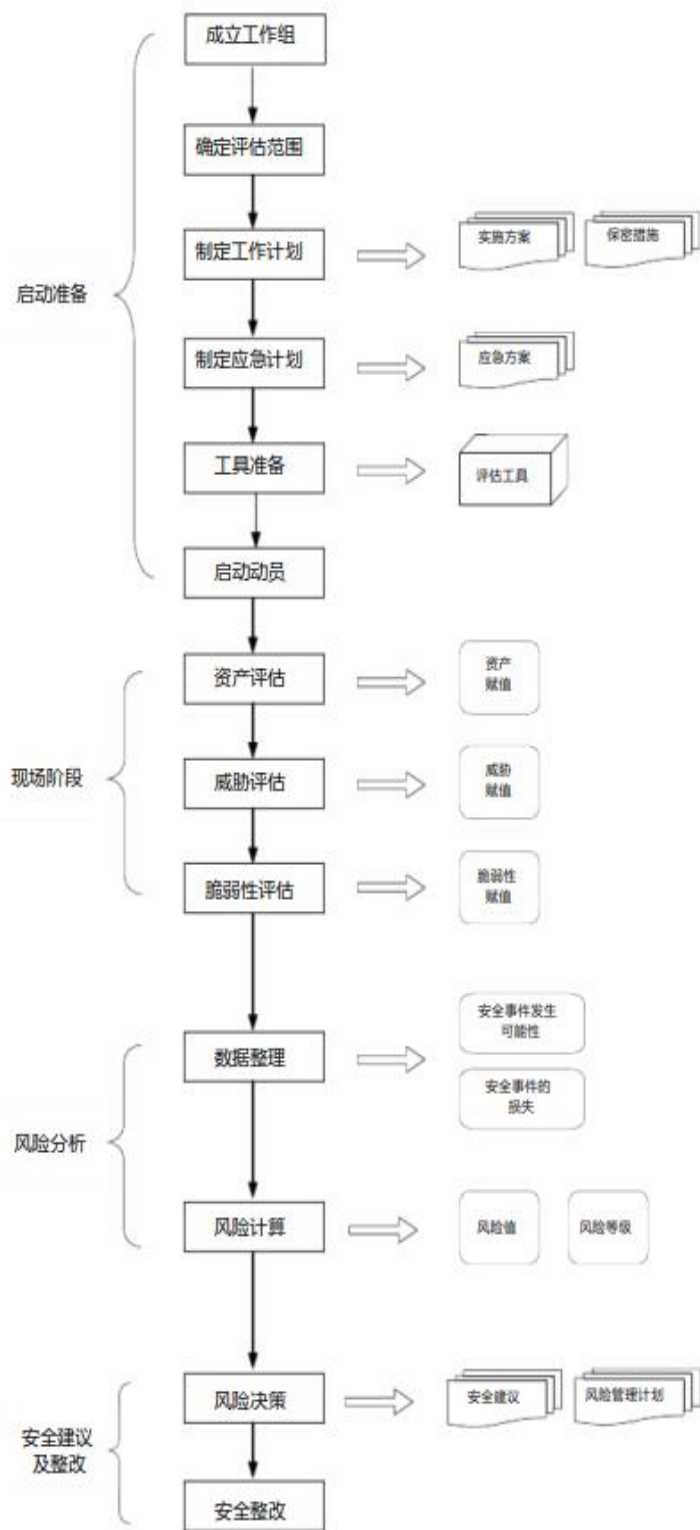 成立工作组
确定评估范围
制定工作计划
实施方案
保密措施
启动准备
制定应急计划
应急方案
工具准备
评估工具
启动动员
资产评估
资产
赋值
现场阶段
威胁评估
威胁
赋值
脆弱性评估
脆弱性
赋值
数据整理
安全事件发生
可能性
安全事件的
损失
风险分析
风险计算
风险值
风险等级
风险决策
安全建议
风险管理计划
安全建议
及整改
安全整改